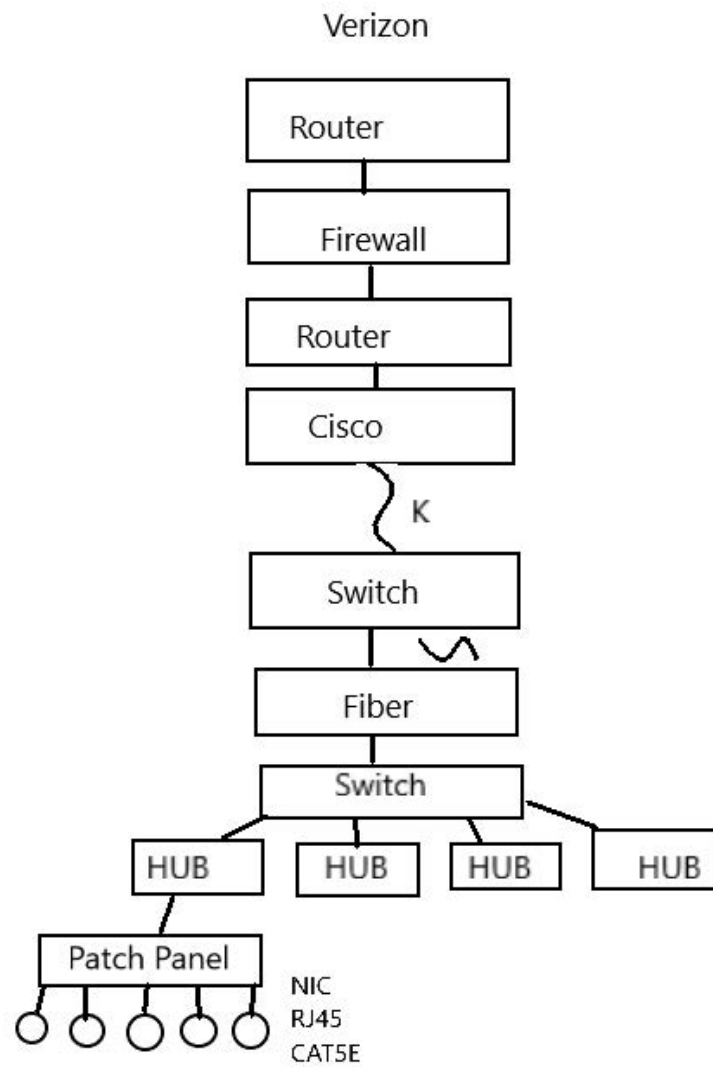 Verizon
Router
Firewall
Router
Cisco
K
Switch
Fiber
Switch
HUB
HUB
HUB
HUB
Patch Panel
NIC
RJ45
CAT5E